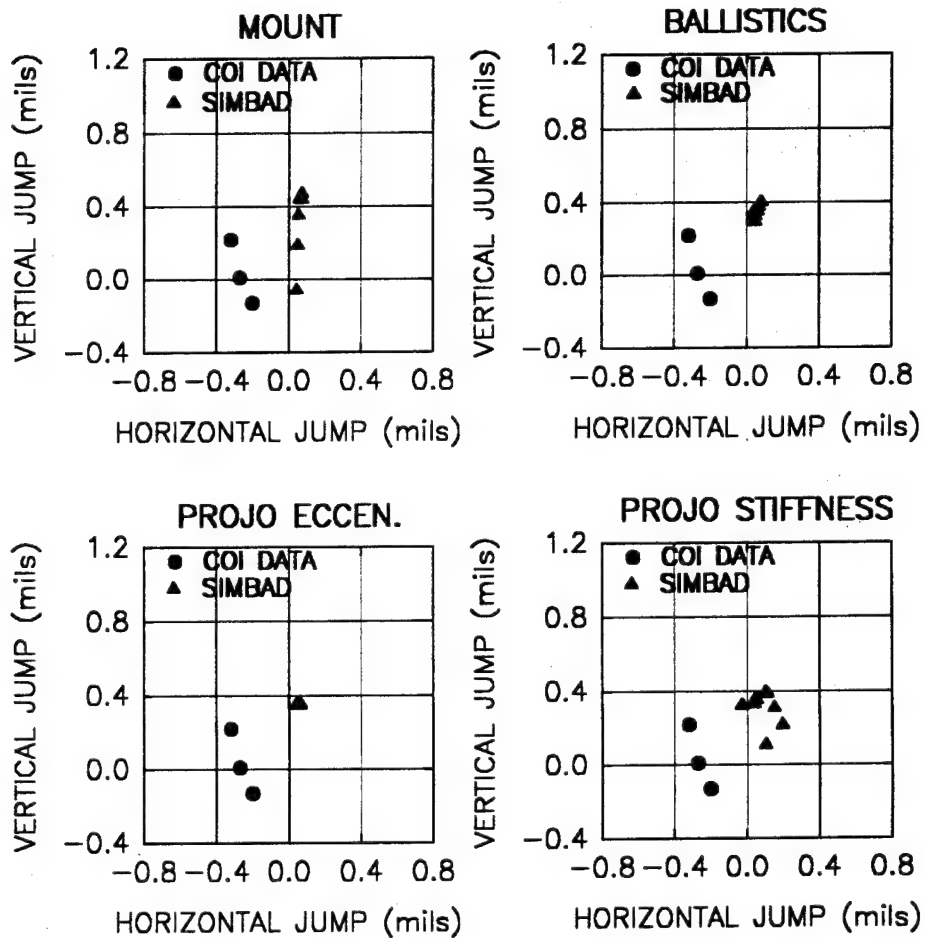 MOUNT
1.2
0.8
0.4
0.0
−0.4
VERTICAL JUMP (mils)
● COI DATA
▲ SIMBAD
−0.8 −0.4 0.0 0.4 0.8
HORIZONTAL JUMP (mils)
BALLISTICS
1.2
0.8
0.4
0.0
−0.4
VERTICAL JUMP (mils)
● COI DATA
▲ SIMBAD
−0.8 −0.4 0.0 0.4 0.8
HORIZONTAL JUMP (mils)
PROJO ECCEN.
1.2
0.8
0.4
0.0
−0.4
VERTICAL JUMP (mils)
● COI DATA
▲ SIMBAD
−0.8 −0.4 0.0 0.4 0.8
HORIZONTAL JUMP (mils)
PROJO STIFFNESS
1.2
0.8
0.4
0.0
−0.4
VERTICAL JUMP (mils)
● COI DATA
▲ SIMBAD
−0.8 −0.4 0.0 0.4 0.8
HORIZONTAL JUMP (mils)